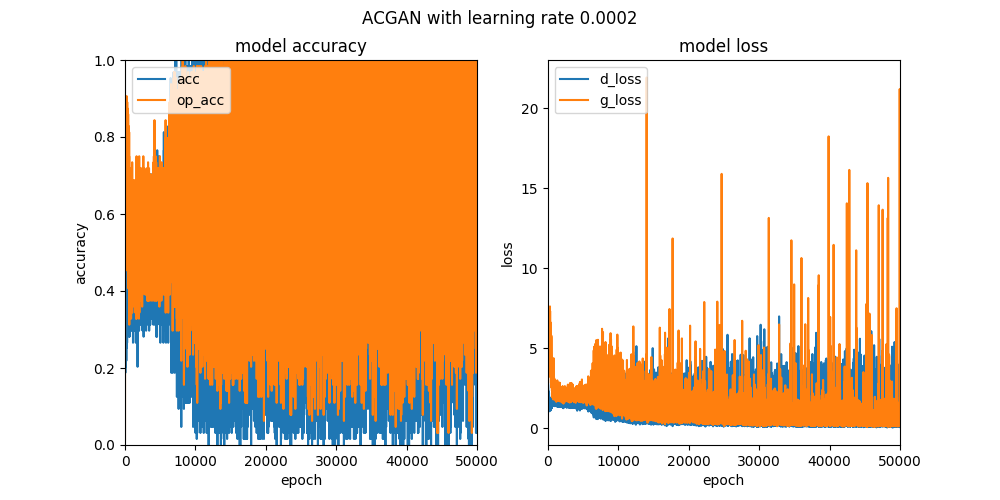 ACGAN with learning rate 0.0002
model accuracy
acc
op_acc
1.0
0.8
0.6
0.4
0.2
0.0
accuracy
0 10000 20000 30000 40000 50000
epoch
model loss
d_loss
g_loss
20
15
10
5
0
loss
0 10000 20000 30000 40000 50000
epoch